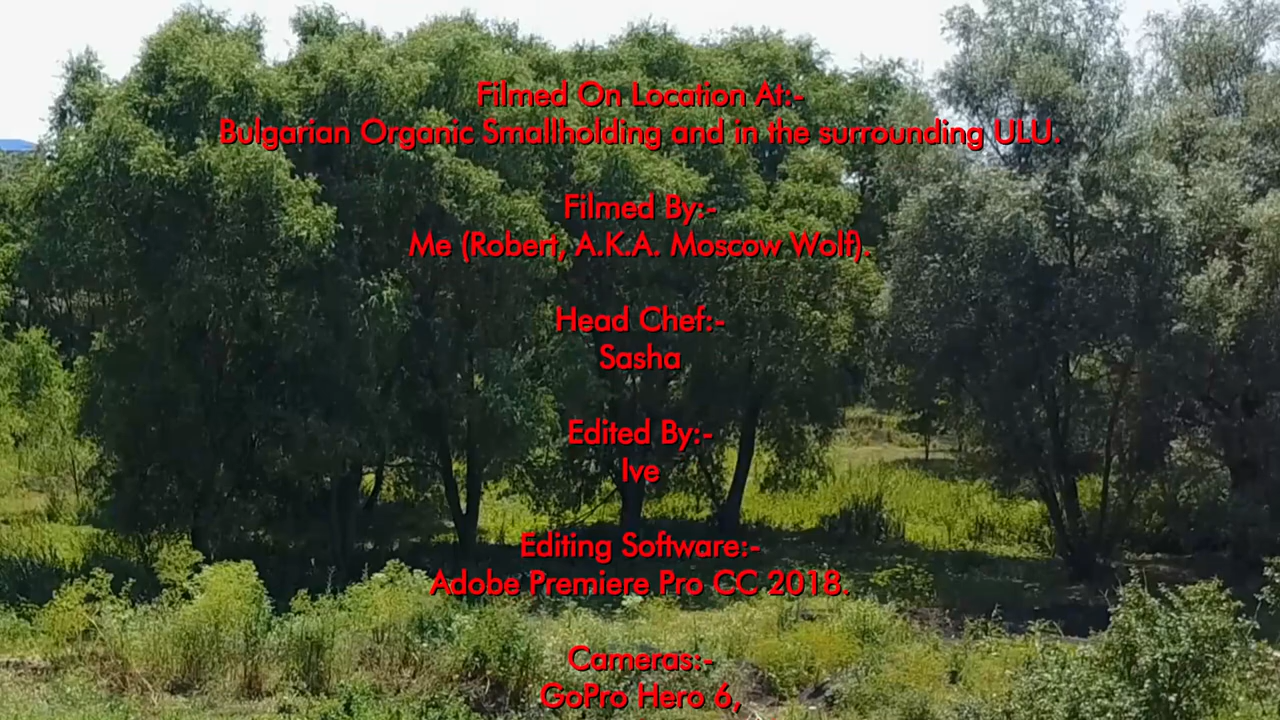 Filmed On Location At:-
Bulgarian Organic Smallholding and in the surrounding ULU.
Filmed By:-
Me (Robert, A.K.A. Moscow Wolf).
Head Chef:-
Sasha
Edited By:-
Ive
Editing Software:-
Adobe Premiere Pro CC 2018.
Cameras:-
GoPro Hero 6,